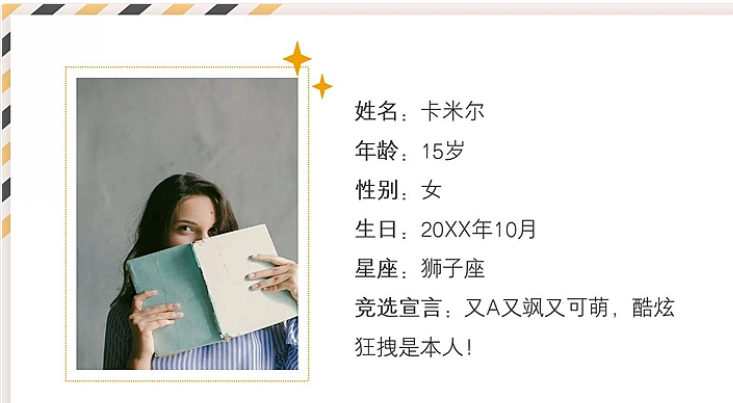 姓名：卡米尔
年龄：15岁
性别：女
生日：20XX年10月
星座：狮子座
竞选宣言：又A又飒又可萌，酷炫
狂拽是本人！